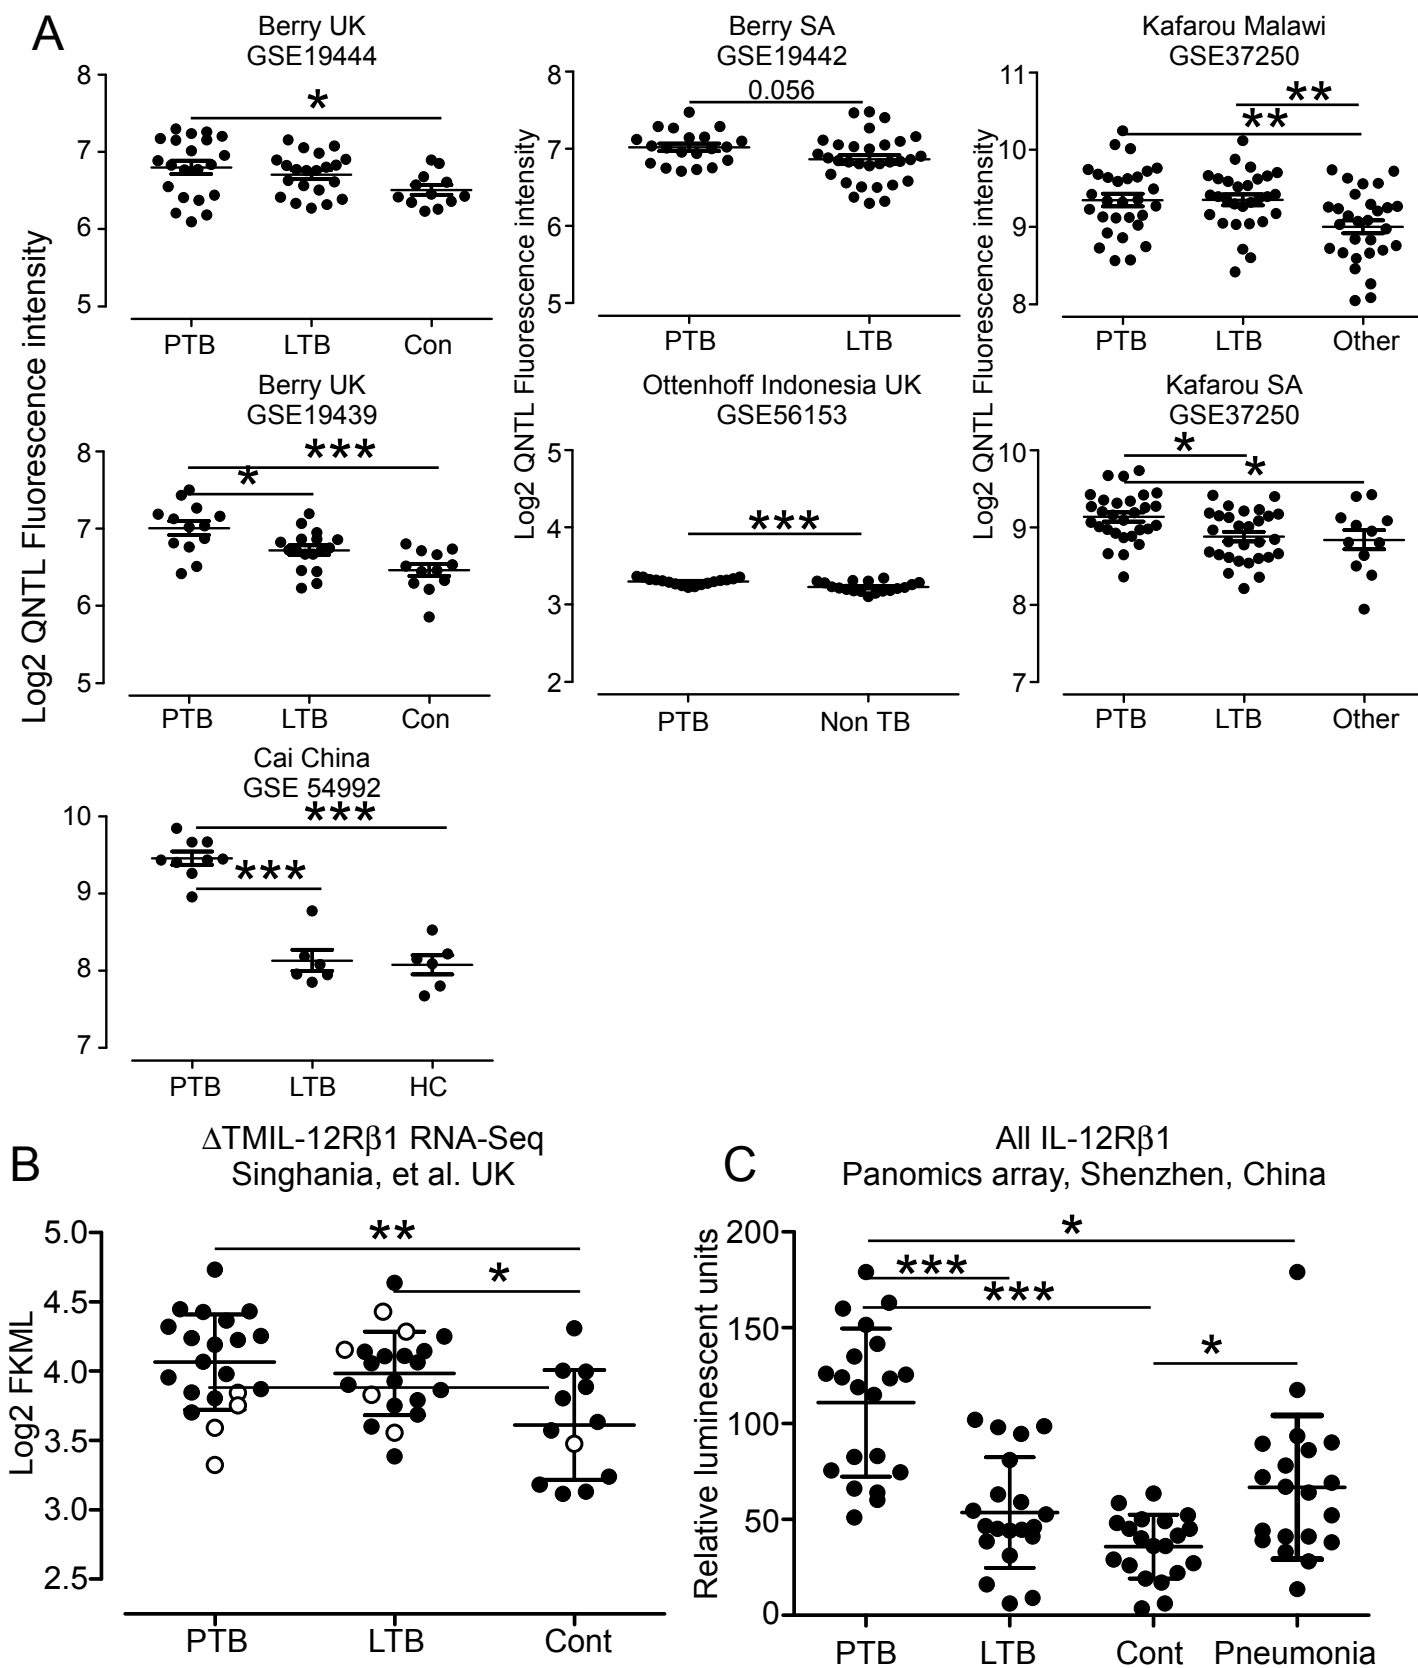 A
Berry UK
GSE19444
8
7
6
5
*
PTB LTB Con
Berry SA
GSE19442
8
7
6
5
0.056
PTB LTB
Kafarou Malawi
GSE37250
11
10
9
8
**
**
PTB LTB Other
Log2 QNTL Fluorescence intensity
Log2 QNTL Fluorescence intensity
Log2 QNTL Fluorescence intensity
Berry UK
GSE19439
8
7
6
5
***
*
PTB LTB Con
Ottenhoff Indonesia UK
GSE56153
5
4
3
2
***
PTB Non TB
Kafarou SA
GSE37250
10
9
8
7
*
*
PTB LTB Other
Cai China
GSE 54992
10
9
8
7
***
***
PTB LTB HC
B
ΔTMIL-12Rβ1 RNA-Seq
Singhania, et al. UK
Log2 FKML
5.0
4.5
4.0
3.5
3.0
2.5
**
*
PTB LTB Cont
C
All IL-12Rβ1
Panomics array, Shenzhen, China
Relative luminescent units
200
150
100
50
0
*
***
***
*
PTB LTB Cont Pneumonia